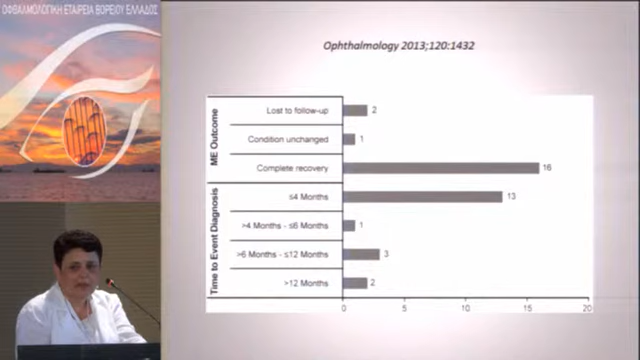 ΟΦΘΑΛΜΟΛΟΓΙΚΗ ΕΤΑΙΡΕΙΑ ΒΟΡΕΙΟΥ ΕΛΛΑΔΟΣ
Ophthalmology 2013;120:1432
ME Outcome
Lost to follow-up 2
Condition unchanged 1
Complete recovery 16
Time to Event Diagnosis
≤4 Months 13
>4 Months - ≤6 Months 1
>6 Months - ≤12 Months 3
>12 Months 2
0 5 10 15 20